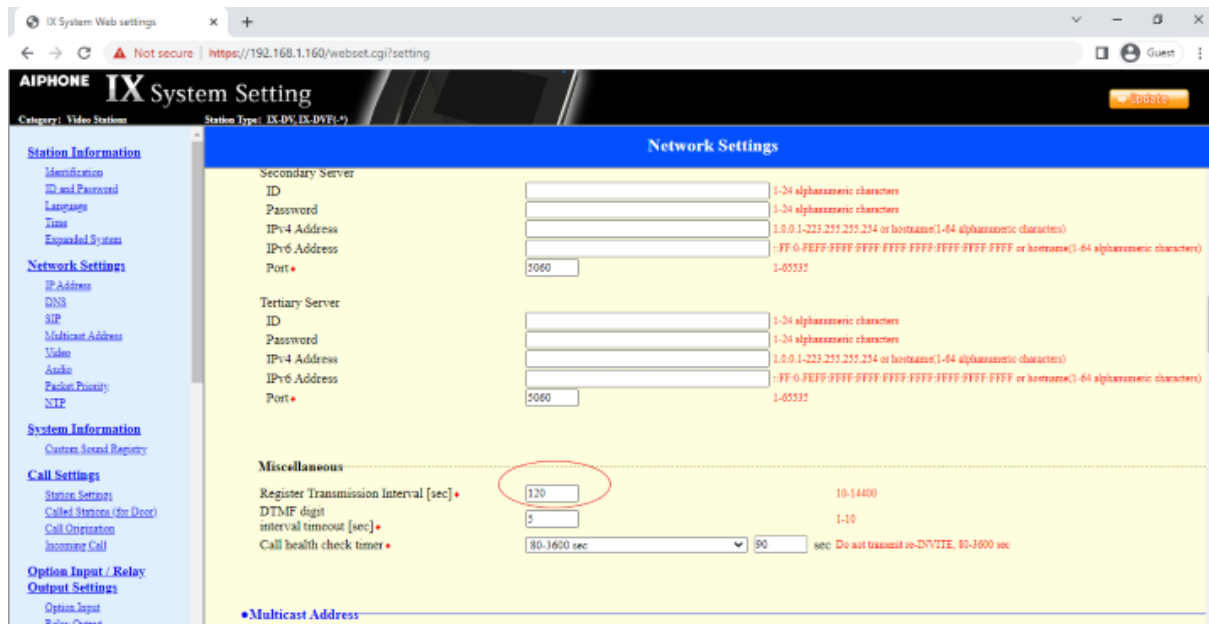 IX System Web settings
Not secure | https://192.168.1.160/webset.cgi?setting
Guest
AIPHONE IX System Setting
Update
Category: Video Stations Station Type: IX-DV, IX-DVF(-*)
Network Settings
Station Information
Identification
ID and Password
Language
Time
Expanded System
Network Settings
IP Address
DNS
SIP
Multicast Address
Video
Audio
Packet Priority
NTP
System Information
Custom Sound Registry
Call Settings
Station Settings
Called Stations (for Door)
Call Origination
Incoming Call
Option Input / Relay
Output Settings
Option Input
Relay Output
Secondary Server
ID 1-24 alphanumeric characters
Password 1-24 alphanumeric characters
IPv4 Address 1.0.0.1-223.255.255.254 or hostname(1-64 alphanumeric characters)
IPv6 Address ::FF:0-FEFF:FFFF:FFFF:FFFF:FFFF:FFFF:FFFF:FFFF or hostname(1-64 alphanumeric characters)
Port♦ 5060 1-65535
Tertiary Server
ID 1-24 alphanumeric characters
Password 1-24 alphanumeric characters
IPv4 Address 1.0.0.1-223.255.255.254 or hostname(1-64 alphanumeric characters)
IPv6 Address ::FF:0-FEFF:FFFF:FFFF:FFFF:FFFF:FFFF:FFFF:FFFF or hostname(1-64 alphanumeric characters)
Port♦ 5060 1-65535
Miscellaneous
Register Transmission Interval [sec]♦ 120 10-14400
DTMF digit
interval timeout [sec]♦ 5 1-10
Call health check timer♦ 80-3600 sec 90 sec Do not transmit re-INVITE, 80-3600 sec
●Multicast Address